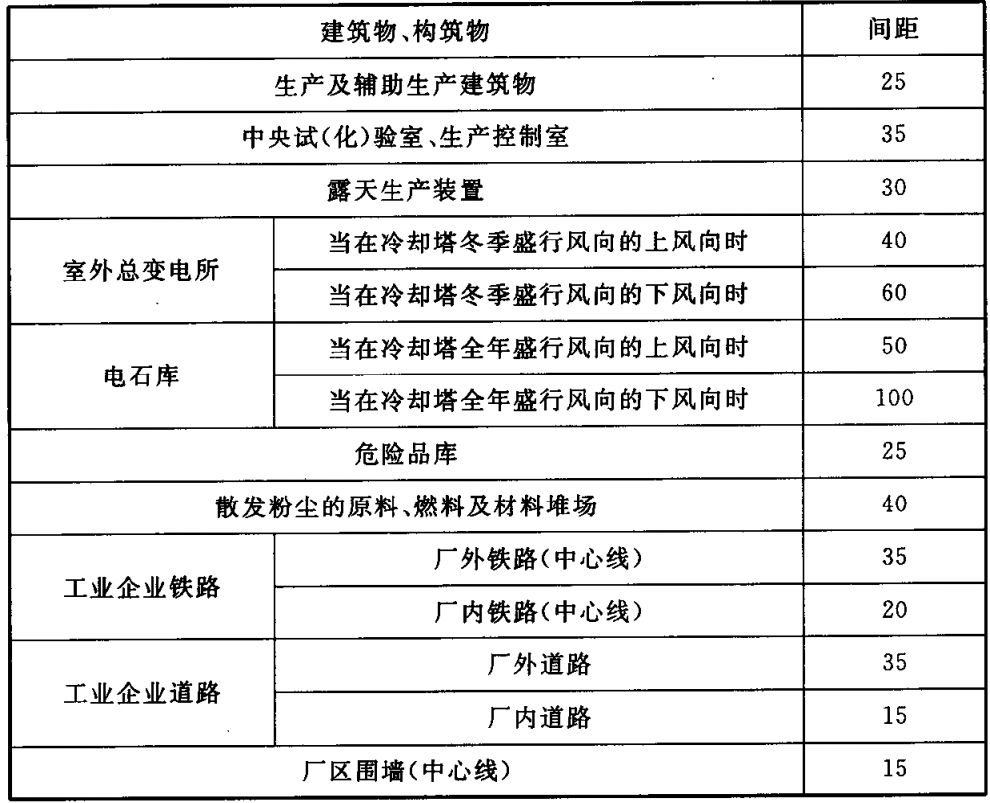 建筑物、构筑物 间距
生产及辅助生产建筑物 25
中央试(化)验室、生产控制室 35
露天生产装置 30
室外总变电所 当在冷却塔冬季盛行风向的上风向时 40
当在冷却塔冬季盛行风向的下风向时 60
电石库 当在冷却塔全年盛行风向的上风向时 50
当在冷却塔全年盛行风向的下风向时 100
危险品库 25
散发粉尘的原料、燃料及材料堆场 40
工业企业铁路 厂外铁路(中心线) 35
厂内铁路(中心线) 20
工业企业道路 厂外道路 35
厂内道路 15
厂区围墙(中心线) 15